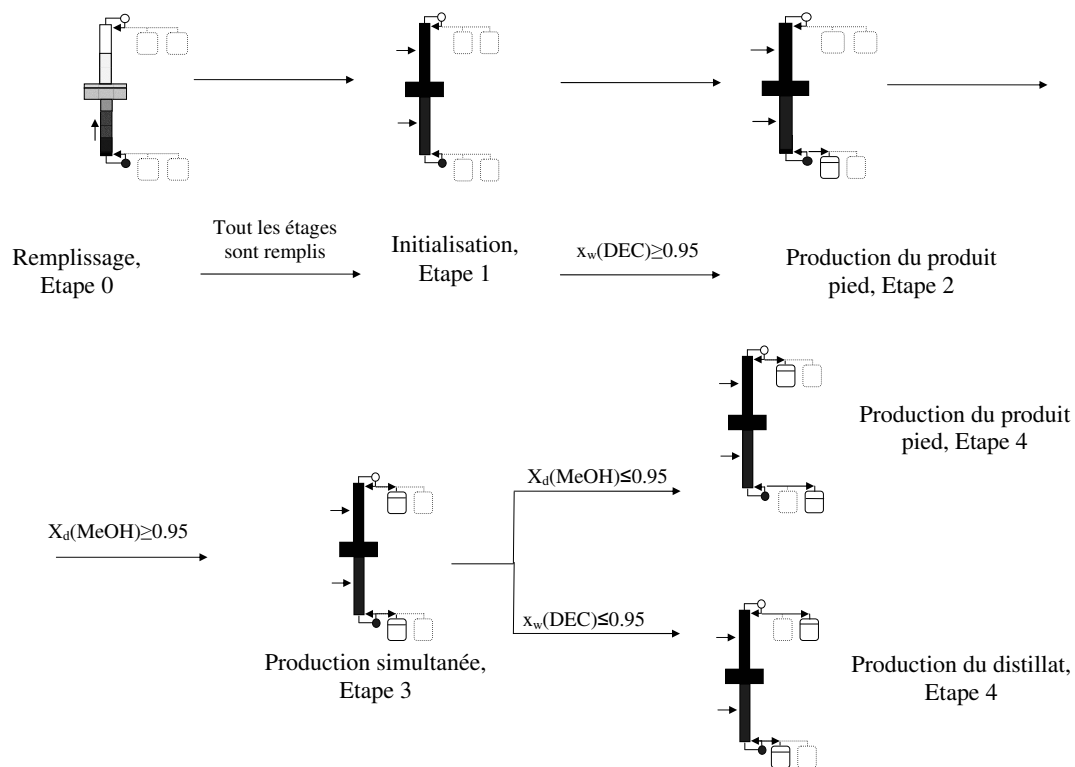 Remplissage,
Etape 0
Tout les étages
sont remplis
Initialisation,
Etape 1
x_w(DEC)≥0.95
Production du produit
pied, Etape 2
X_d(MeOH)≥0.95
Production simultanée,
Etape 3
X_d(MeOH)≤0.95
Production du produit
pied, Etape 4
x_w(DEC)≤0.95
Production du distillat,
Etape 4